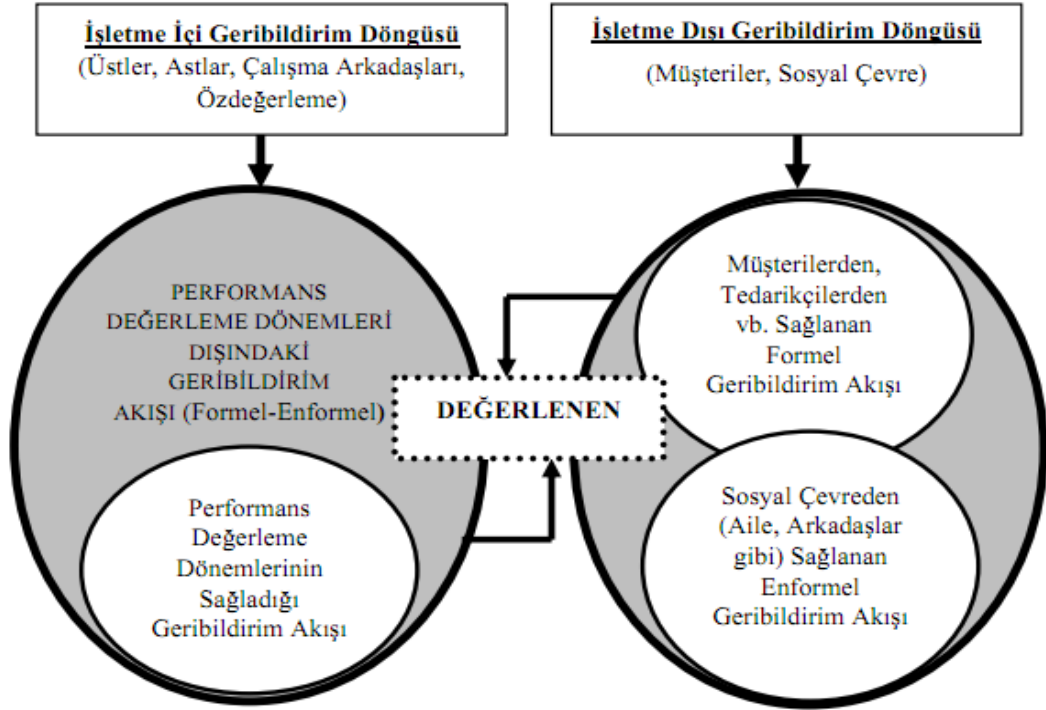 İşletme İçi Geribildirim Döngüsü
(Üstler, Astlar, Çalışma Arkadaşları,
Özdeğerleme)
İşletme Dışı Geribildirim Döngüsü
(Müşteriler, Sosyal Çevre)
PERFORMANS
DEĞERLEME DÖNEMLERİ
DIŞINDAKİ
GERİBİLDİRİM
AKIŞI (Formel-Enformel)
Performans
Değerleme
Dönemlerinin
Sağladığı
Geribildirim Akışı
DEĞERLENEN
Müşterilerden,
Tedarikçilerden
vb. Sağlanan
Formel
Geribildirim Akışı
Sosyal Çevreden
(Aile, Arkadaşlar
gibi) Sağlanan
Enformel
Geribildirim Akışı